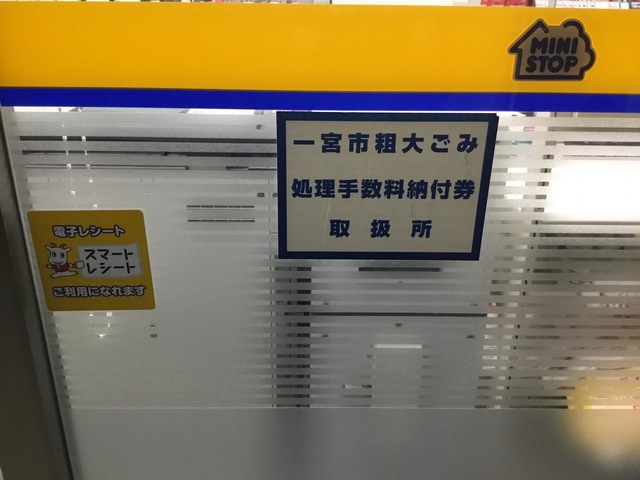 MINI
STOP
一宮市粗大ごみ
処理手数料納付券
取扱所
電子レシート
スマート
レシート
ご利用になれます